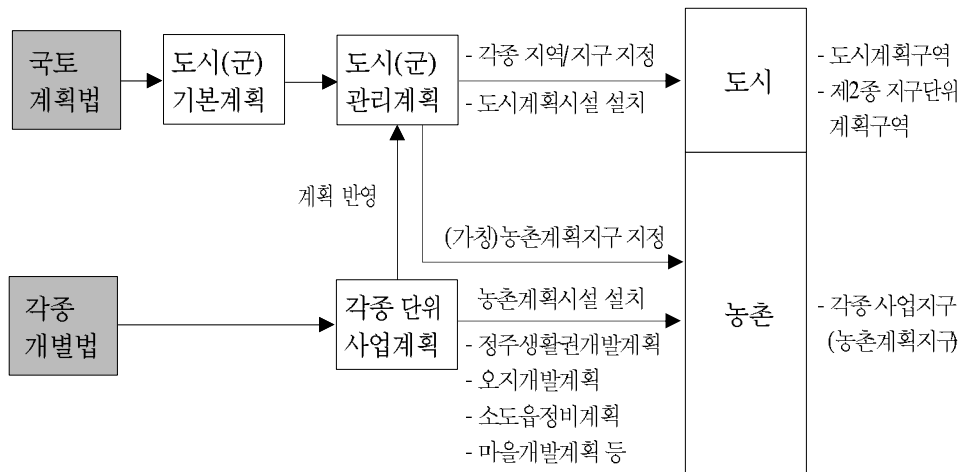 국토
계획법
도시(군)
기본계획
도시(군)
관리계획
- 각종 지역/지구 지정
- 도시계획시설 설치
도시
- 도시계획구역
- 제2종 지구단위
계획구역
계획 반영
(가칭)농촌계획지구 지정
각종
개별법
각종 단위
사업계획
농촌계획시설 설치
- 정주생활권개발계획
- 오지개발계획
- 소도읍정비계획
- 마을개발계획 등
농촌
- 각종 사업지구
(농촌계획지구)